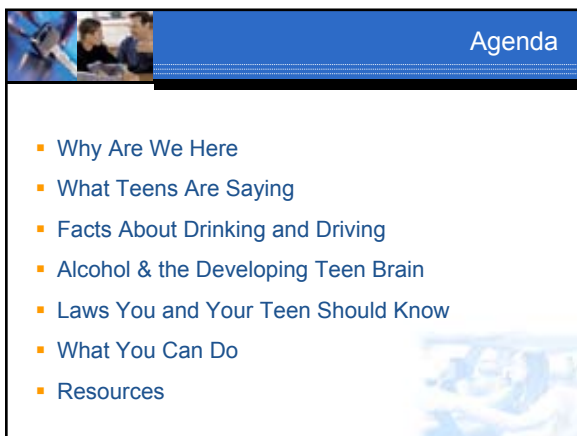 Agenda
▪ Why Are We Here
▪ What Teens Are Saying
▪ Facts About Drinking and Driving
▪ Alcohol & the Developing Teen Brain
▪ Laws You and Your Teen Should Know
▪ What You Can Do
▪ Resources